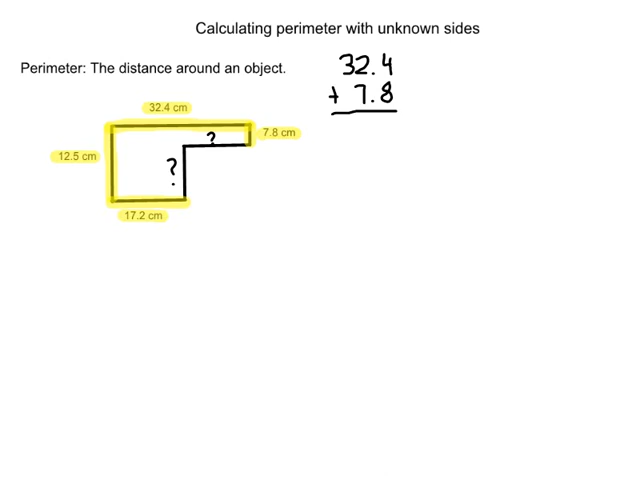 Calculating perimeter with unknown sides
Perimeter: The distance around an object.
32.4
+ 7.8
32.4 cm
?
7.8 cm
12.5 cm
?
17.2 cm